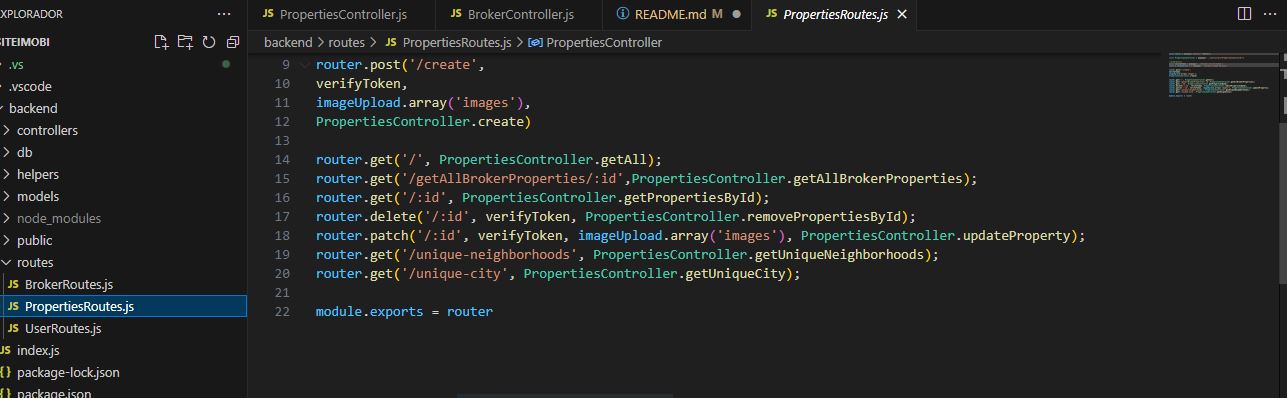 EXPLORADOR ...
SITEIMOBI
.vs
.vscode
backend
controllers
db
helpers
models
node_modules
public
routes
JS BrokerRoutes.js
JS PropertiesRoutes.js
JS UserRoutes.js
JS index.js
{} package-lock.json
{} package.json
JS PropertiesController.js
JS BrokerController.js
README.md M
JS PropertiesRoutes.js
backend > routes > JS PropertiesRoutes.js > PropertiesController
9 router.post('/create',
10 verifyToken,
11 imageUpload.array('images'),
12 PropertiesController.create)
13
14 router.get('/', PropertiesController.getAll);
15 router.get('/getAllBrokerProperties/:id',PropertiesController.getAllBrokerProperties);
16 router.get('/:id', PropertiesController.getPropertiesById);
17 router.delete('/:id', verifyToken, PropertiesController.removePropertiesById);
18 router.patch('/:id', verifyToken, imageUpload.array('images'), PropertiesController.updateProperty);
19 router.get('/unique-neighborhoods', PropertiesController.getUniqueNeighborhoods);
20 router.get('/unique-city', PropertiesController.getUniqueCity);
21
22 module.exports = router